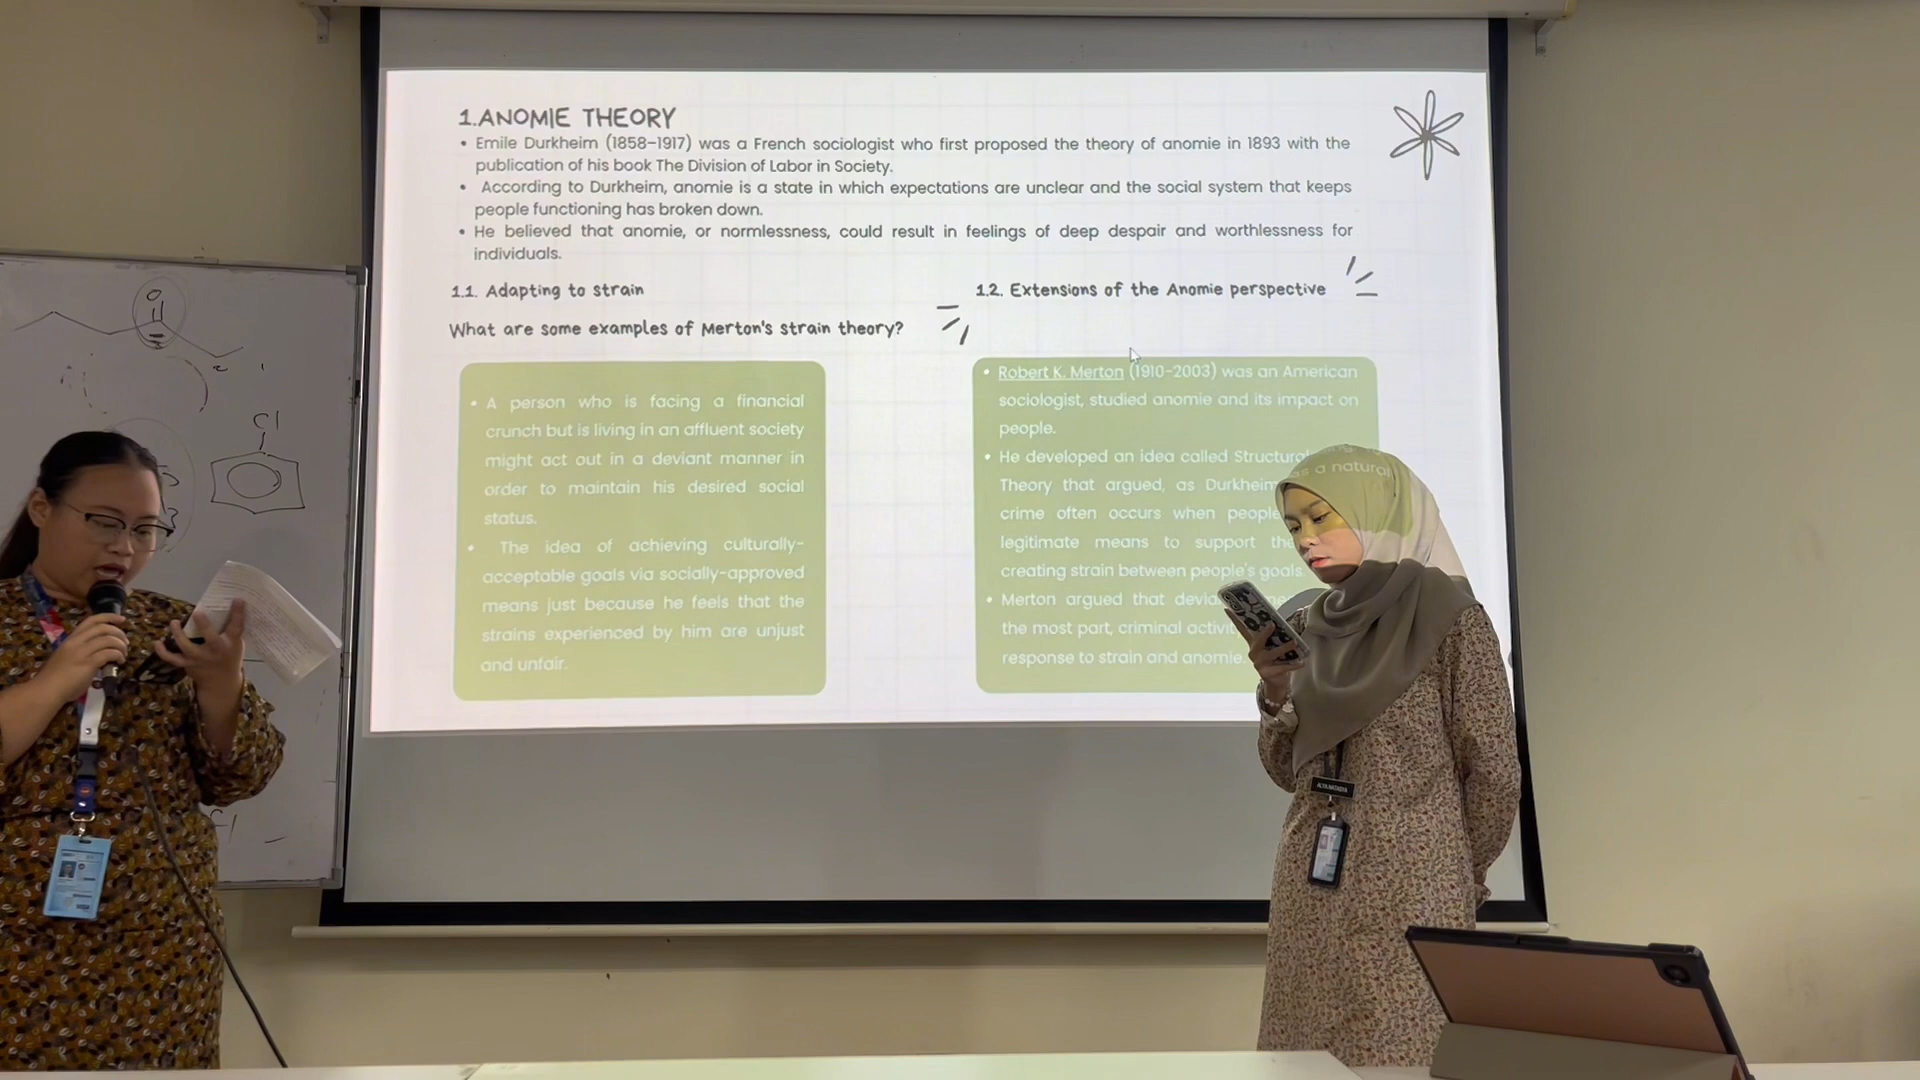 1.ANOMIE THEORY
• Emile Durkheim (1858–1917) was a French sociologist who first proposed the theory of anomie in 1893 with the
publication of his book The Division of Labor in Society.
• According to Durkheim, anomie is a state in which expectations are unclear and the social system that keeps
people functioning has broken down.
• He believed that anomie, or normlessness, could result in feelings of deep despair and worthlessness for
individuals.
1.1. Adapting to strain
What are some examples of Merton's strain theory?
• A person who is facing a financial
crunch but is living in an affluent society
might act out in a deviant manner in
order to maintain his desired social
status.
• The idea of achieving culturally-
acceptable goals via socially-approved
means just because he feels that the
strains experienced by him are unjust
and unfair.
1.2. Extensions of the Anomie perspective
• Robert K. Merton (1910-2003) was an American
sociologist, studied anomie and its impact on
people.
• He developed an idea called
Theory that argued, as Durkheim
crime often occurs when people
legitimate means to support
creating strain between people's goals
• Merton argued that
as a natural
the most part, criminal
response to strain and anomie.
O
Cl
Cl
ALYA NATASYA